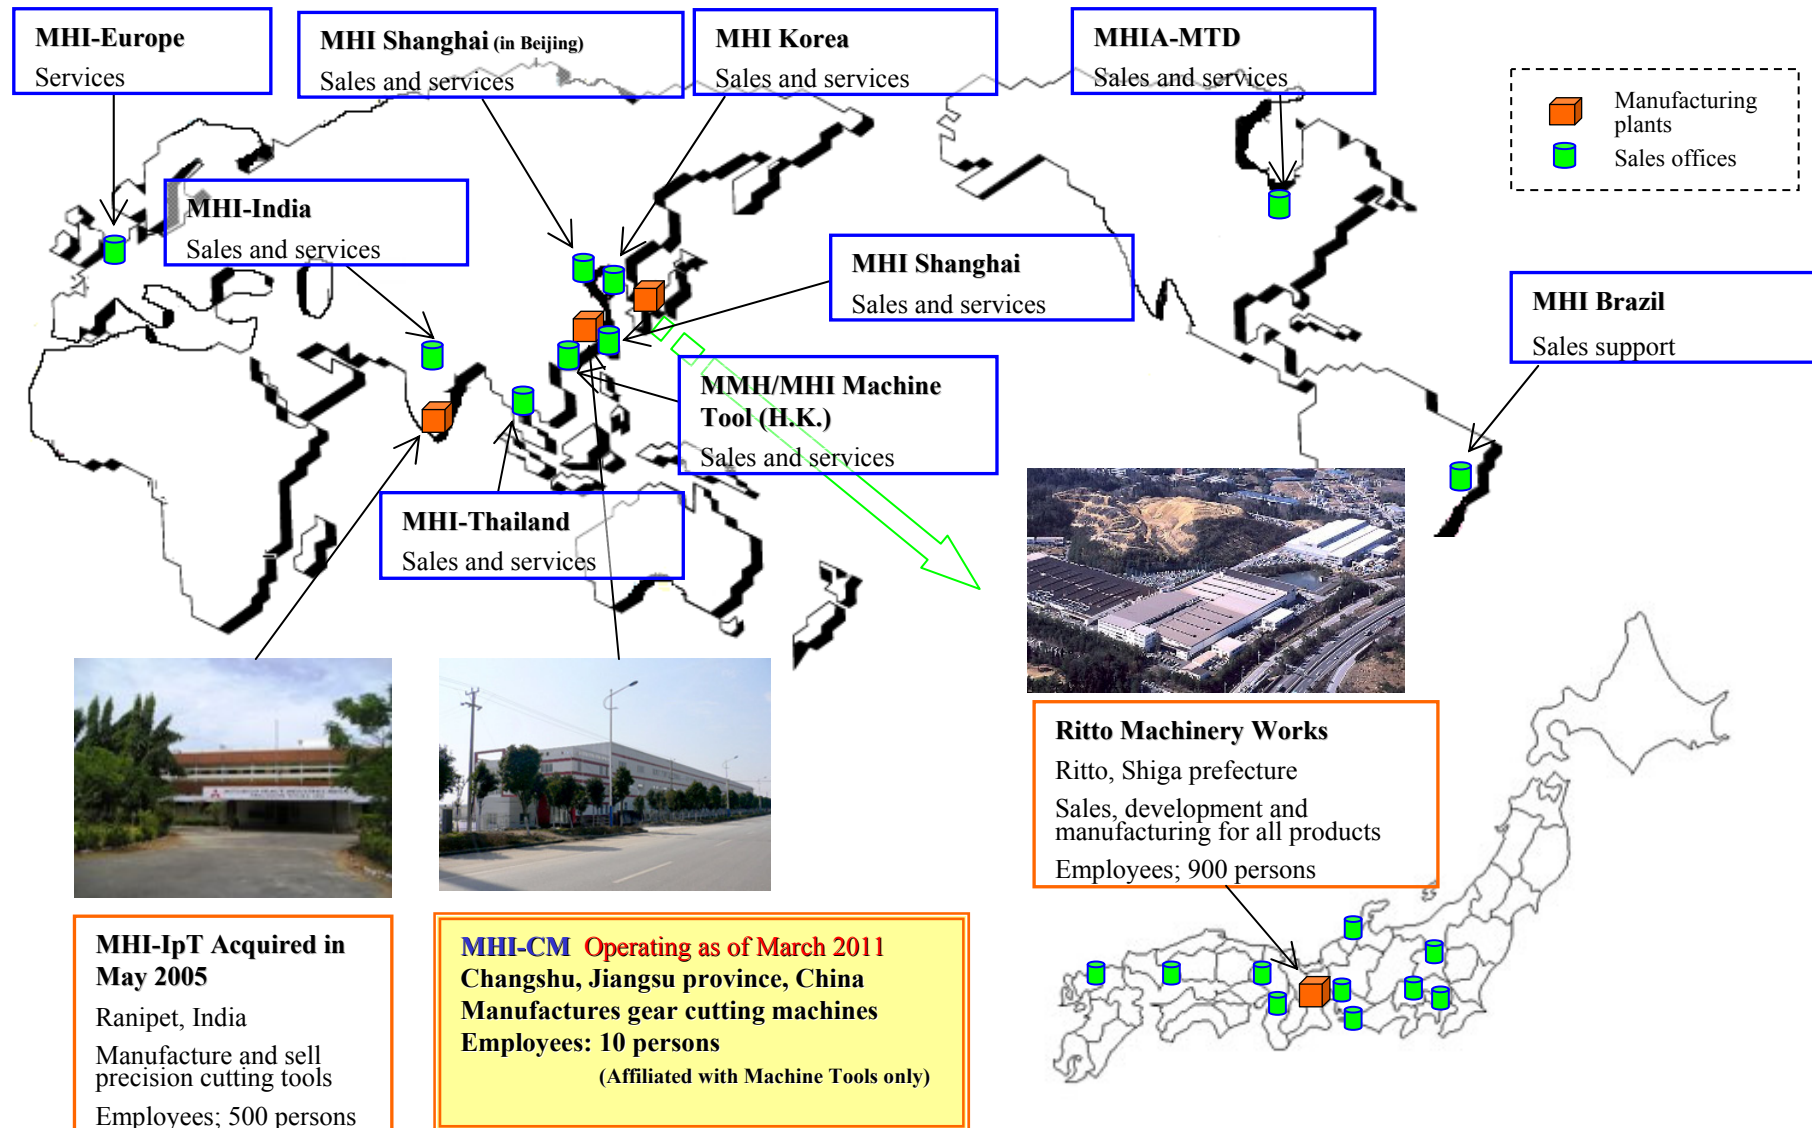 MHI-Europe
Services
MHI Shanghai (in Beijing)
Sales and services
MHI Korea
Sales and services
MHIA-MTD
Sales and services
Manufacturing
plants
Sales offices
MHI-India
Sales and services
MHI Shanghai
Sales and services
MHI Brazil
Sales support
MMH/MHI Machine
Tool (H.K.)
Sales and services
MHI-Thailand
Sales and services
Ritto Machinery Works
Ritto, Shiga prefecture
Sales, development and
manufacturing for all products
Employees; 900 persons
MHI-IpT Acquired in
May 2005
Ranipet, India
Manufacture and sell
precision cutting tools
Employees; 500 persons
MHI-CM Operating as of March 2011
Changshu, Jiangsu province, China
Manufactures gear cutting machines
Employees: 10 persons
(Affiliated with Machine Tools only)